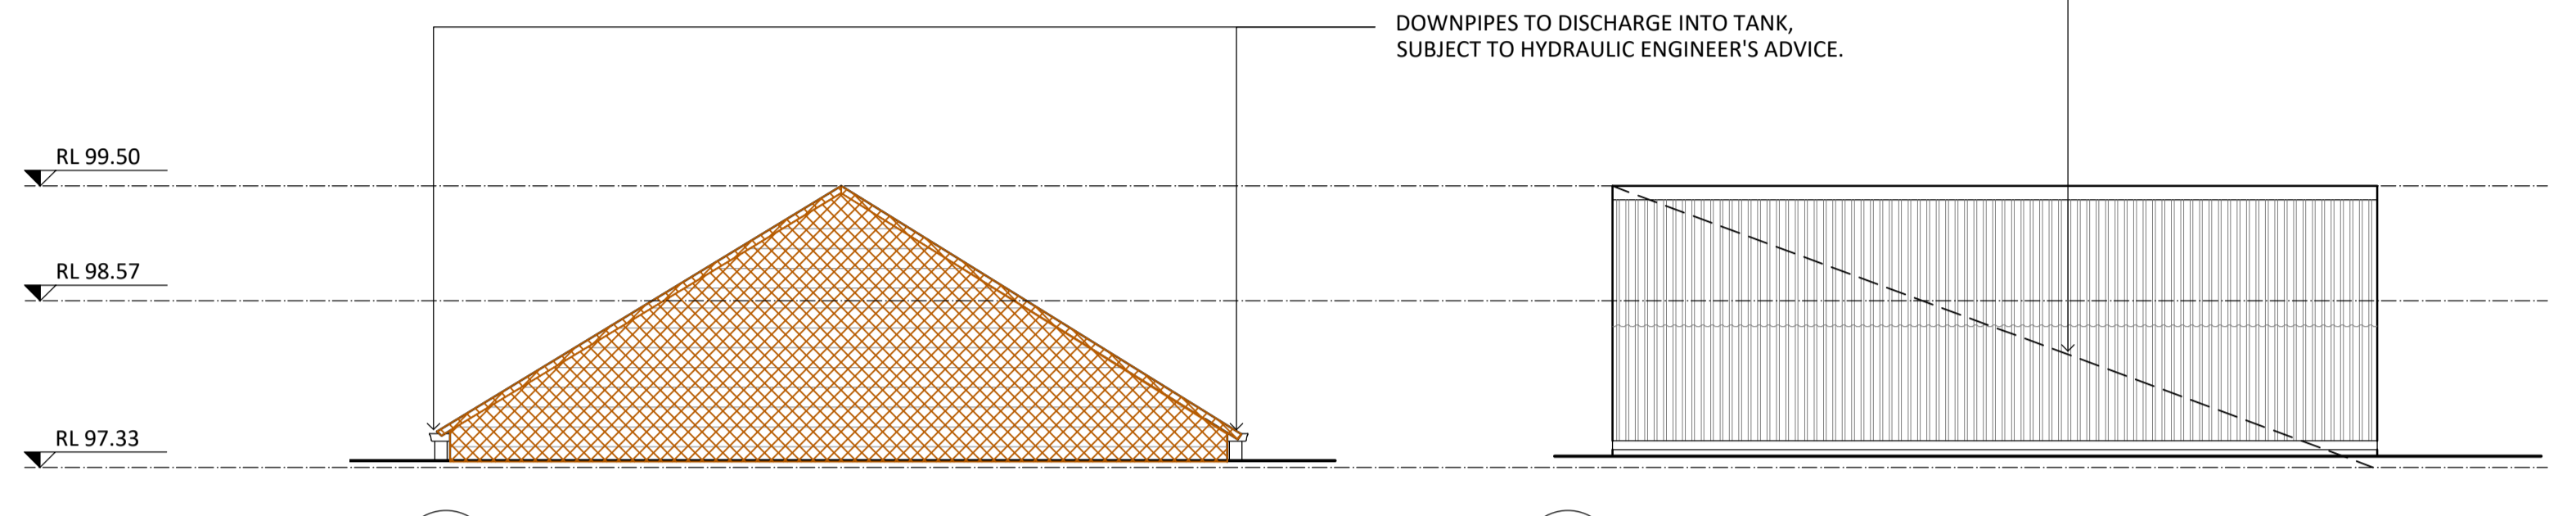 DOWNPIPES TO DISCHARGE INTO TANK,
SUBJECT TO HYDRAULIC ENGINEER'S ADVICE.
RL 99.50
RL 98.57
RL 97.33